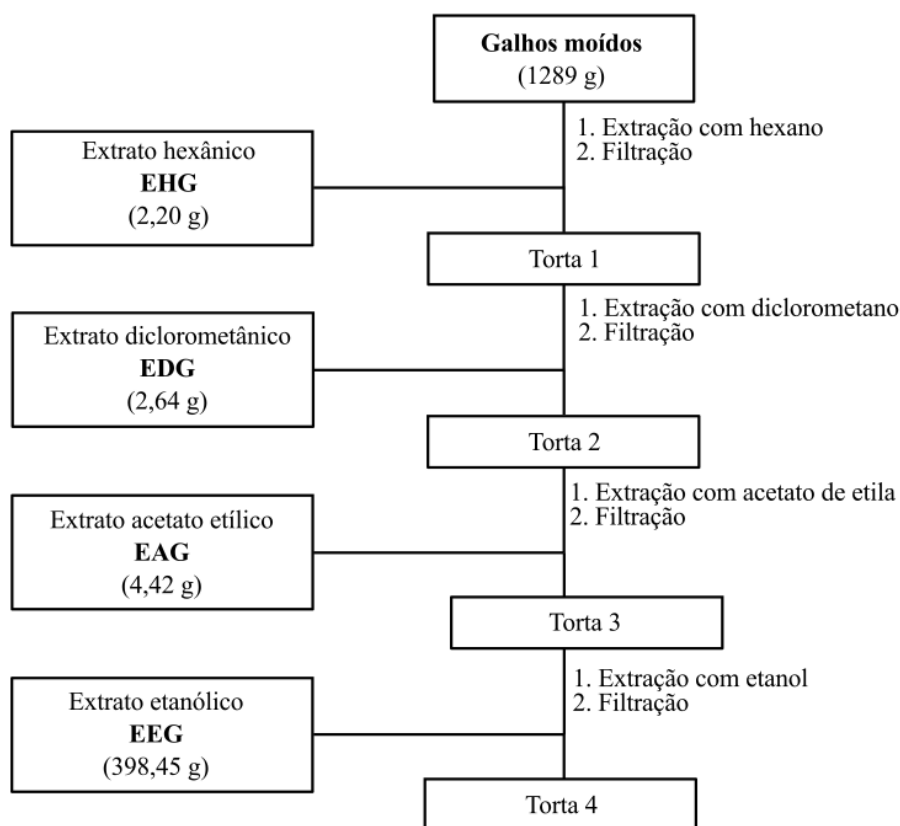 Galhos moídos
(1289 g)
1. Extração com hexano
2. Filtração
Extrato hexânico
EHG
(2,20 g)
Torta 1
1. Extração com diclorometano
2. Filtração
Extrato diclorometânico
EDG
(2,64 g)
Torta 2
1. Extração com acetato de etila
2. Filtração
Extrato acetato etílico
EAG
(4,42 g)
Torta 3
1. Extração com etanol
2. Filtração
Extrato etanólico
EEG
(398,45 g)
Torta 4